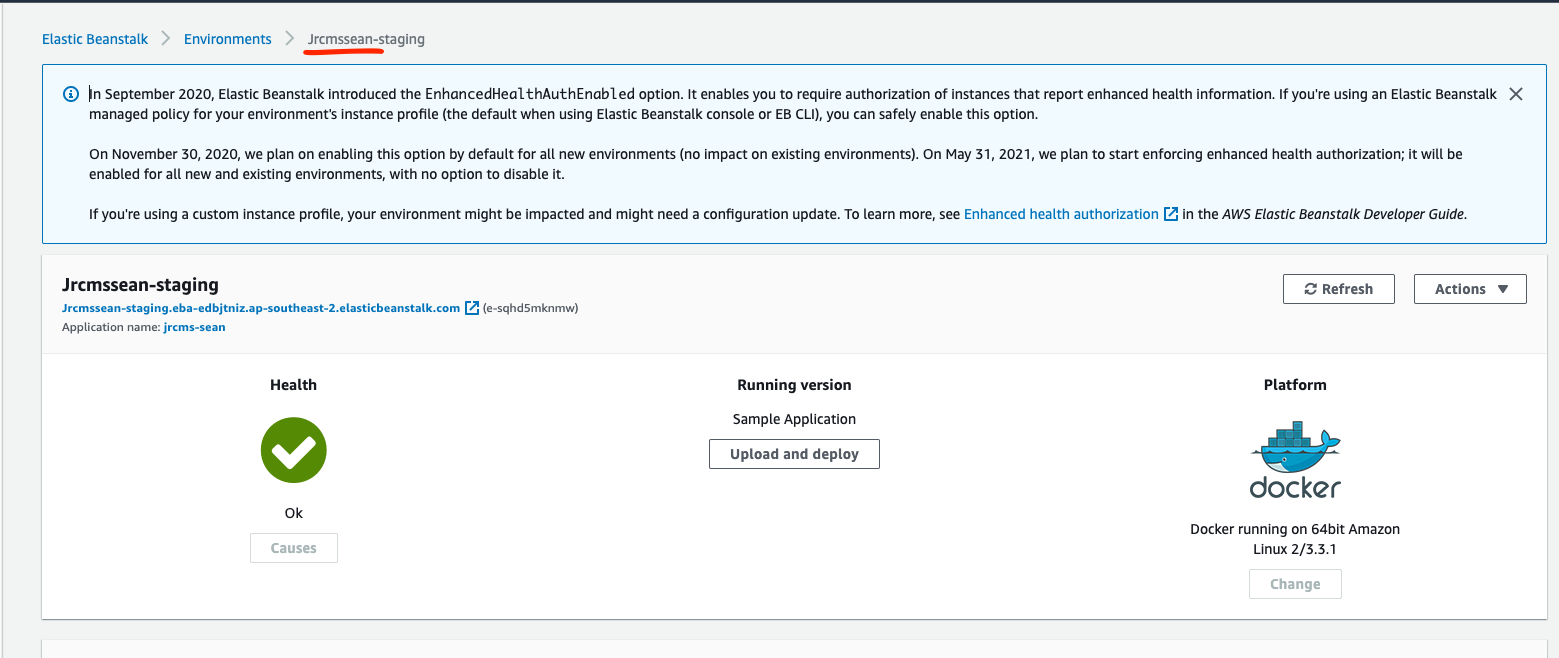 Elastic Beanstalk > Environments > Jrcmssean-staging
In September 2020, Elastic Beanstalk introduced the EnhancedHealthAuthEnabled option. It enables you to require authorization of instances that report enhanced health information. If you're using an Elastic Beanstalk
managed policy for your environment's instance profile (the default when using Elastic Beanstalk console or EB CLI), you can safely enable this option.
On November 30, 2020, we plan on enabling this option by default for all new environments (no impact on existing environments). On May 31, 2021, we plan to start enforcing enhanced health authorization; it will be
enabled for all new and existing environments, with no option to disable it.
If you're using a custom instance profile, your environment might be impacted and might need a configuration update. To learn more, see Enhanced health authorization in the AWS Elastic Beanstalk Developer Guide.
Jrcmssean-staging
Jrcmssean-staging.eba-edbjtniz.ap-southeast-2.elasticbeanstalk.com (e-sqhd5mknmw)
Application name: jrcms-sean
Refresh
Actions
Health
Ok
Causes
Running version
Sample Application
Upload and deploy
Platform
docker
Docker running on 64bit Amazon
Linux 2/3.3.1
Change